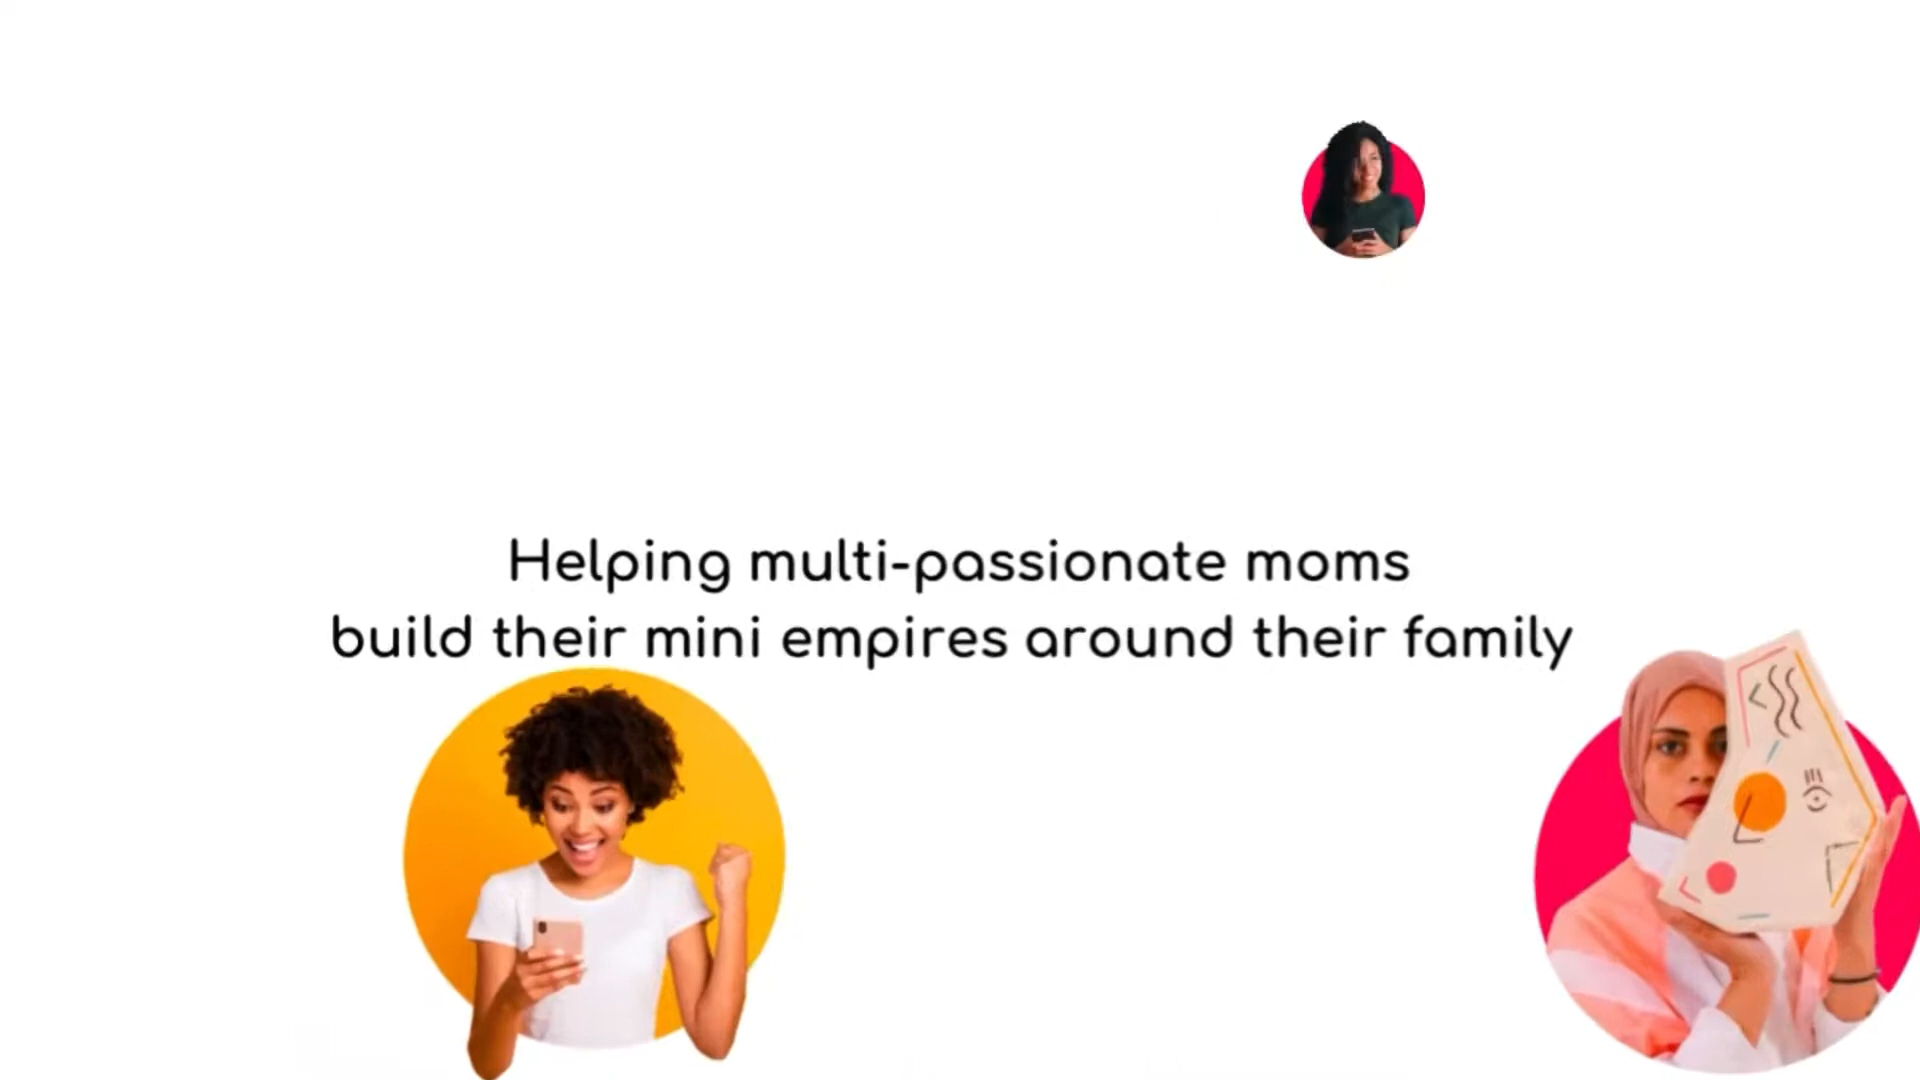 Helping multi-passionate moms
build their mini empires around their family